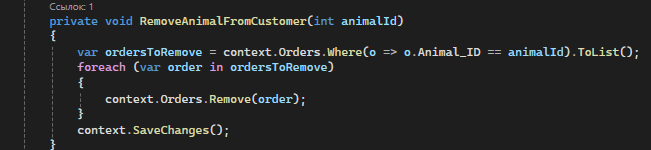 Ссылок: 1
private void RemoveAnimalFromCustomer(int animalId)
{
var ordersToRemove = context.Orders.Where(o => o.Animal_ID == animalId).ToList();
foreach (var order in ordersToRemove)
{
context.Orders.Remove(order);
}
context.SaveChanges();
}